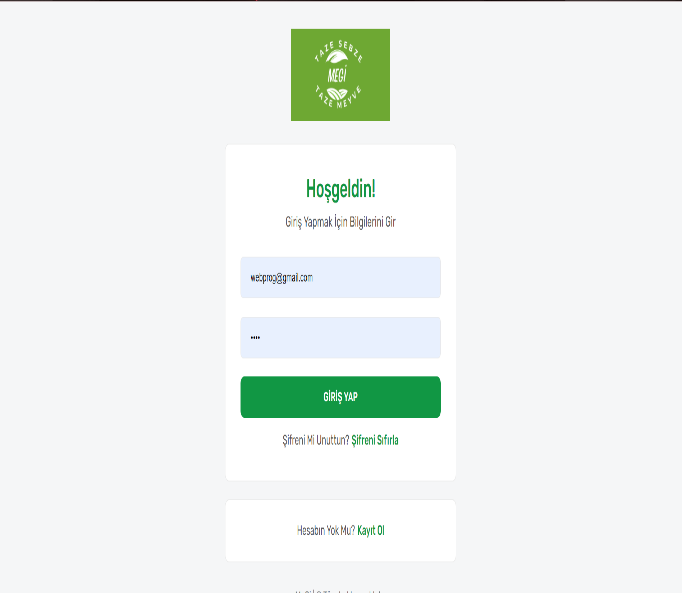 TAZE SEBZE
MEGİ
TAZE MEYVE
Hoşgeldin!
Giriş Yapmak İçin Bilgilerini Gir
webprog@gmail.com
••••
GİRİŞ YAP
Şifreni Mi Unuttun? Şifreni Sıfırla
Hesabın Yok Mu? Kayıt Ol